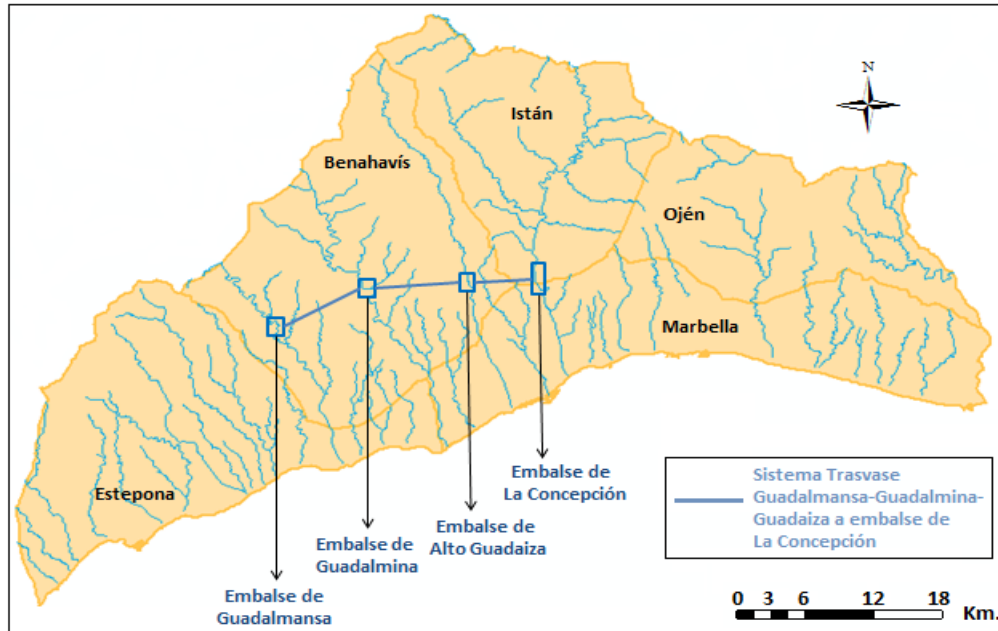 N
Istán
Benahavís
Ojén
Marbella
Estepona
Embalse de
La Concepción
Embalse de
Alto Guadaiza
Embalse de
Guadalmina
Embalse de
Guadalmansa
Sistema Trasvase
Guadalmansa-Guadalmina-
Guadaiza a embalse de
La Concepción
0 3 6 12 18
Km.